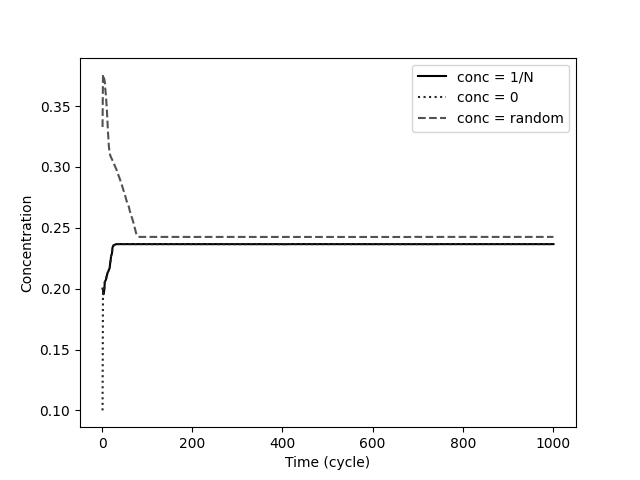 conc = 1/N
conc = 0
conc = random
0.35
0.30
0.25
0.20
0.15
0.10
Concentration
0 200 400 600 800 1000
Time (cycle)